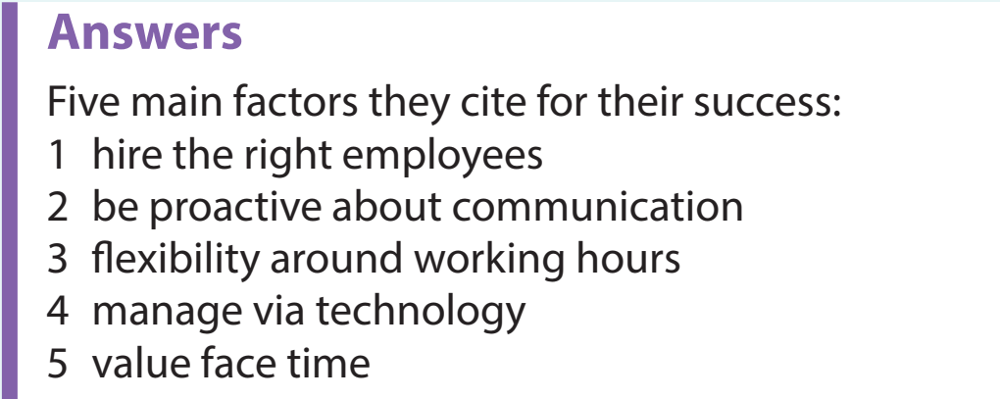 Answers
Five main factors they cite for their success:
1 hire the right employees
2 be proactive about communication
3 flexibility around working hours
4 manage via technology
5 value face time